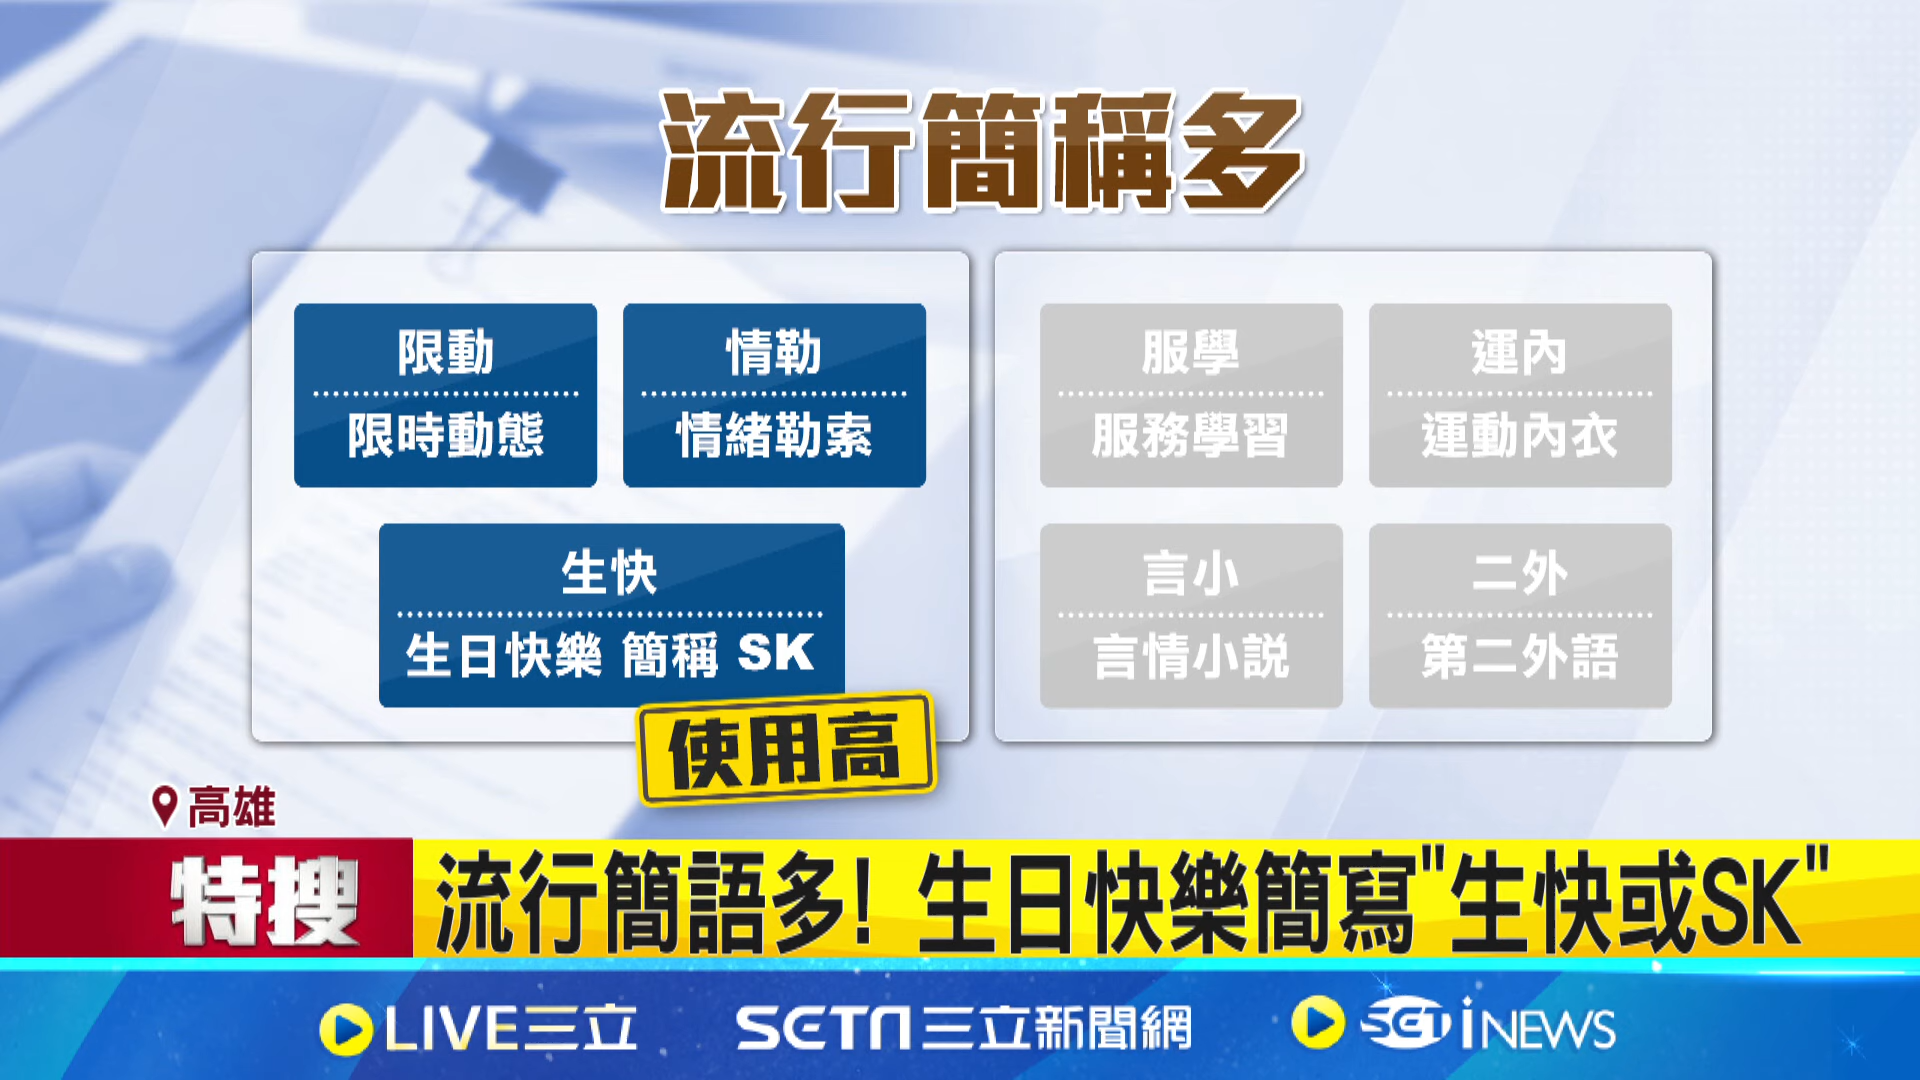 流行簡稱多
限動
限時動態
情勒
情緒勒索
生快
生日快樂 簡稱 SK
使用高
服學
服務學習
運內
運動內衣
言小
言情小説
二外
第二外語
高雄
特搜
流行簡語多! 生日快樂簡寫"生快或SK"
LIVE三立
SETN三立新聞網
SET iNEWS